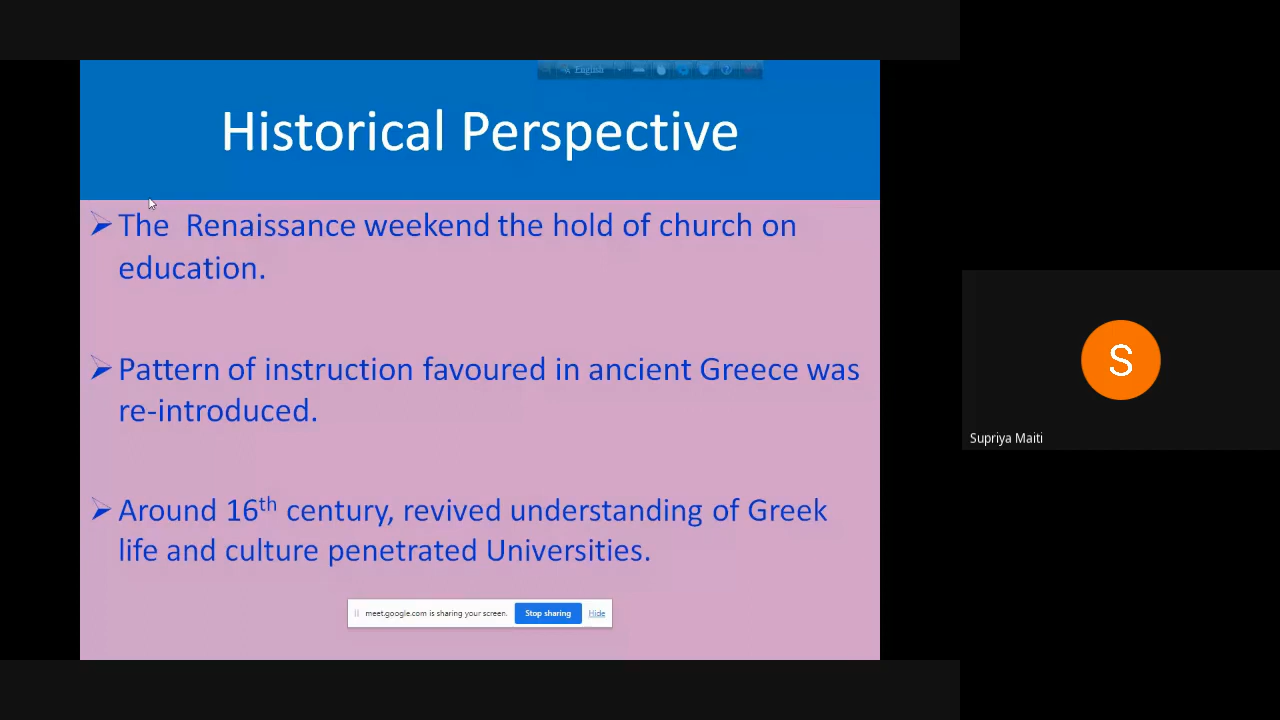 English
Historical Perspective
The Renaissance weekend the hold of church on
education.
Pattern of instruction favoured in ancient Greece was
re-introduced.
Around 16th century, revived understanding of Greek
life and culture penetrated Universities.
meet.google.com is sharing your screen. Stop sharing Hide
S
Supriya Maiti